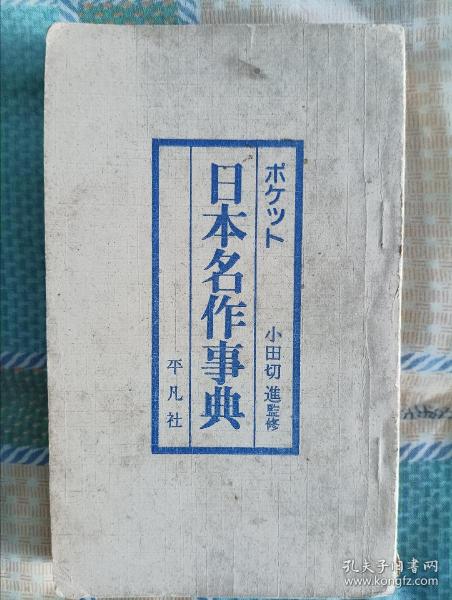 ポケット
日本名作事典
小田切進監修
平凡社
孔夫子旧书网
www.kongfz.com